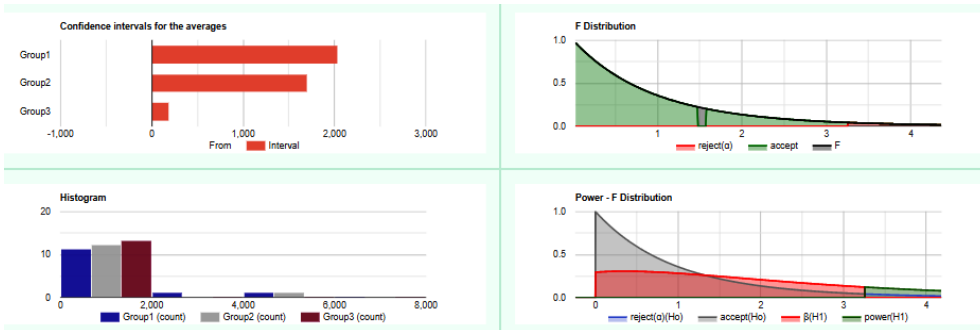 Confidence intervals for the averages
Group1
Group2
Group3
-1,000 0 1,000 2,000 3,000
From Interval
F Distribution
1.0
0.5
0.0
1 2 3 4
reject(α) accept F
Histogram
20
10
0
0 2,000 4,000 6,000 8,000
Group1 (count) Group2 (count) Group3 (count)
Power - F Distribution
1.0
0.5
0.0
0 1 2 3 4
reject(α)(Ho) accept(Ho) β(H1) power(H1)